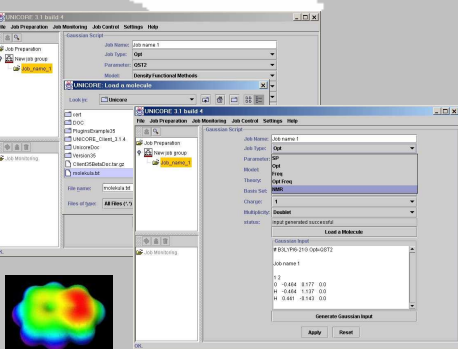 UNICORE 3.1 build 4
File Job Preparation Job Monitoring Job Control Settings Help
Job Preparation
New job group
Job_name_1
Job Monitoring
OK.
Gaussian Script
Job Name: Job name 1
Job Type: Opt
Parameter: QST2
Model: Density Functional Methods
UNICORE: Load a molecule
Look in: Unicore
cert
DOC
PluginsExample35
UNICORE_Client_3.1.4
UnicoreDoc
Version35
ClientDSBetaDec.tar.gz
molekula.txt
File name: molekula.txt
Files of type: All Files (*.*)
UNICORE 3.1 build 4
File Job Preparation Job Monitoring Job Control Settings Help
Job Preparation
New job group
Job_name_1
Job Monitoring
OK.
Gaussian Script
Job Name: Job name 1
Job Type: Opt
Parameter: SP
Opt
Model:
Freq
Theory: Opt Freq
Basis Set: NMR
Charge: 1
Multiplicity: Doublet
status: input generated successful
Load a Molecule
Gaussian Input
# B3LYP/6-21G Opt=QST2
Job name 1
1 2
O -0.464 0.177 0.0
H -0.464 1.137 0.0
H 0.441 -0.143 0.0
Generate Gaussian Input
Apply Reset